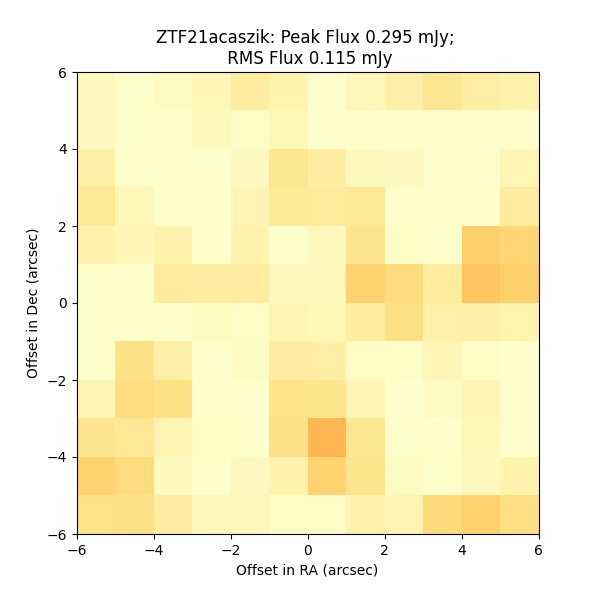 ZTF21acaszik: Peak Flux 0.295 mJy;
RMS Flux 0.115 mJy
6
4
2
0
−2
−4
−6
Offset in Dec (arcsec)
−6 −4 −2 0 2 4 6
Offset in RA (arcsec)